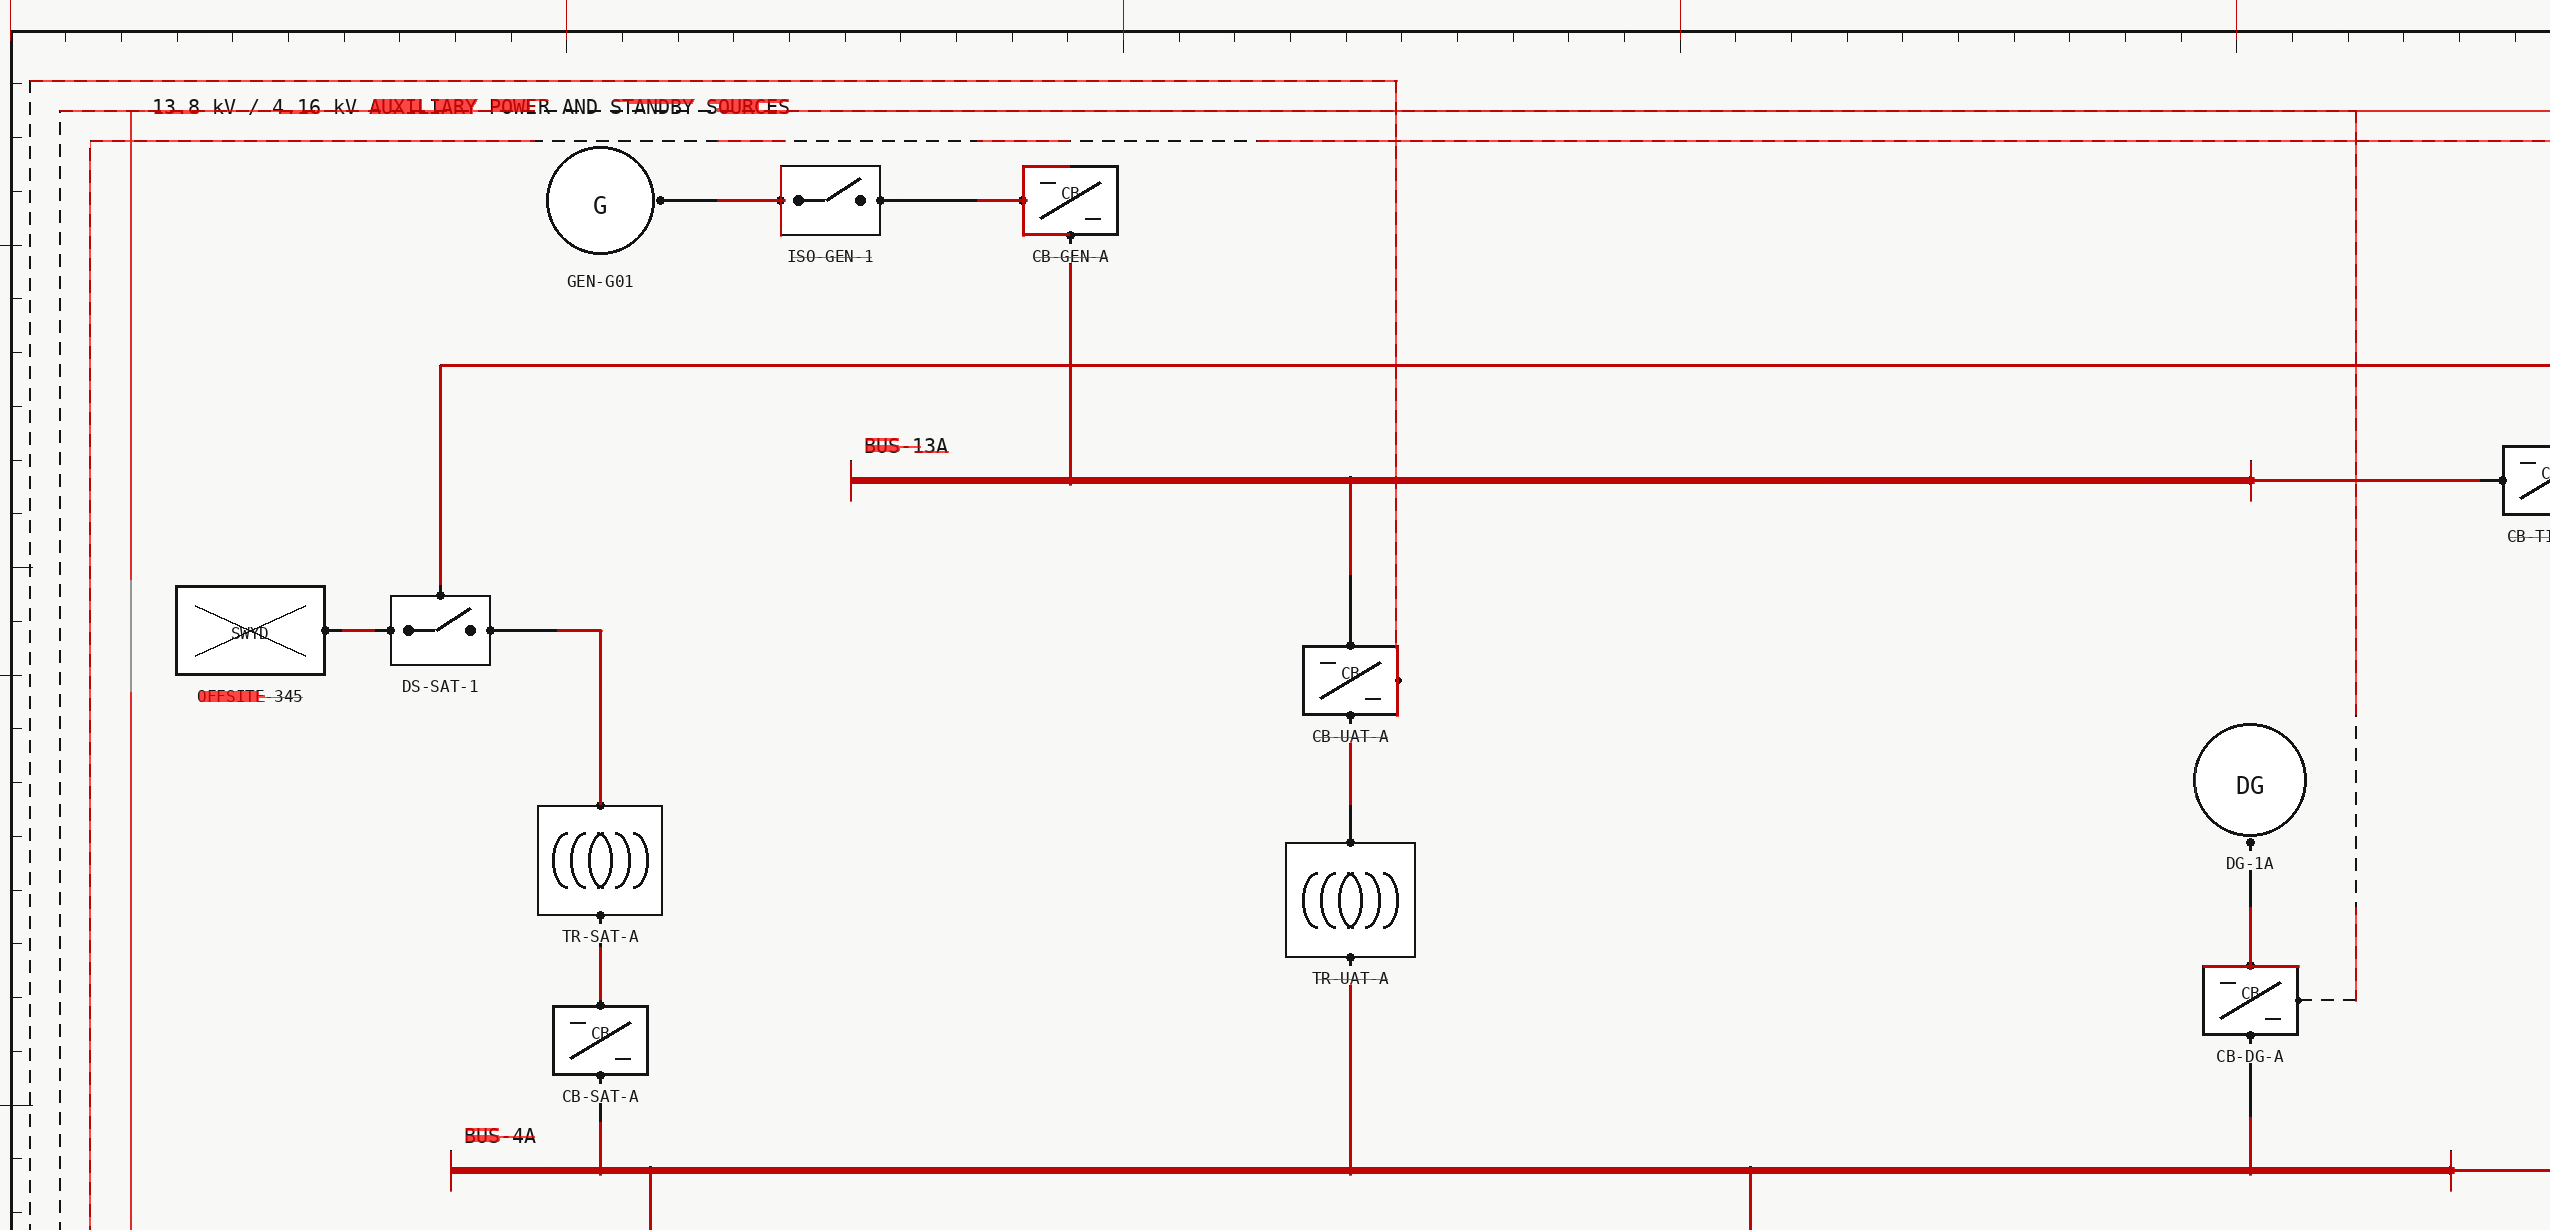 13.8 kV / 4.16 kV AUXILIARY POWER AND STANDBY SOURCES
G
CB
ISO-GEN-1
CB-GEN-A
GEN-G01
BUS-13A
CB-TI
SWYD
CB
DS-SAT-1
OFFSITE-345
CB-UAT-A
DG
DG-1A
TR-SAT-A
TR-UAT-A
CB
CB
CB-DG-A
CB-SAT-A
BUS-4A